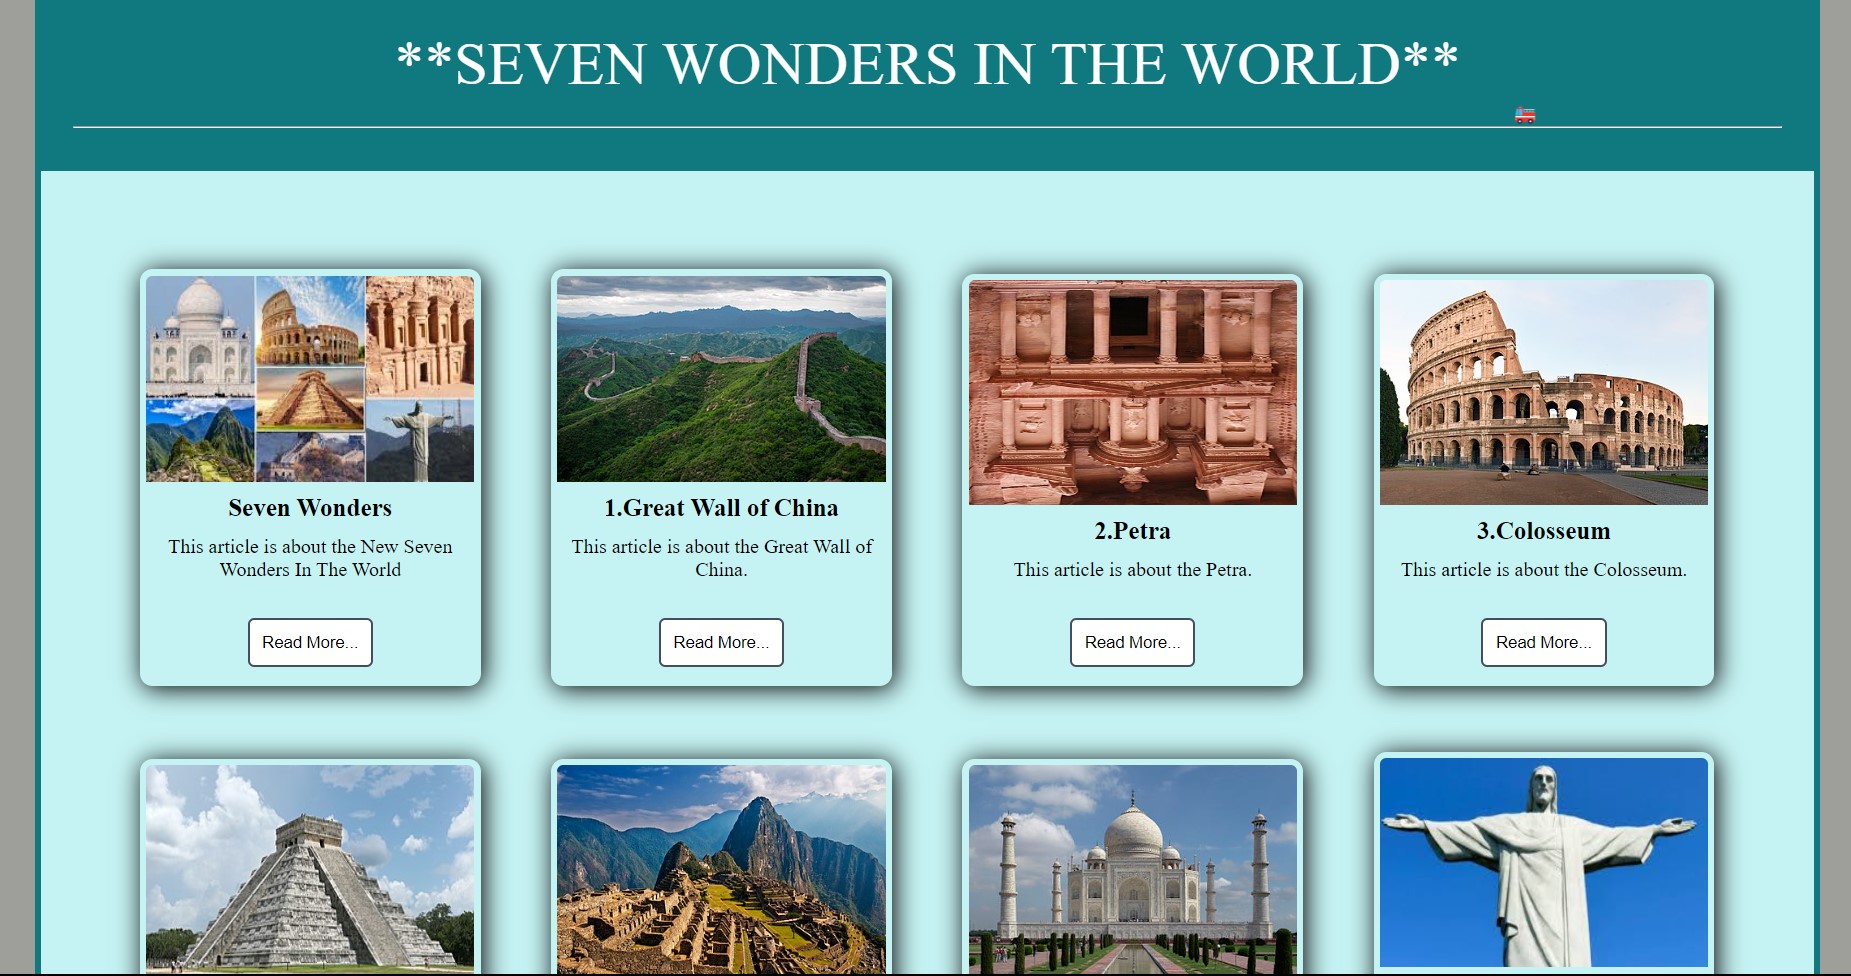 **SEVEN WONDERS IN THE WORLD**
Seven Wonders
This article is about the New Seven
Wonders In The World
Read More...
1.Great Wall of China
This article is about the Great Wall of
China.
Read More...
2.Petra
This article is about the Petra.
Read More...
3.Colosseum
This article is about the Colosseum.
Read More...